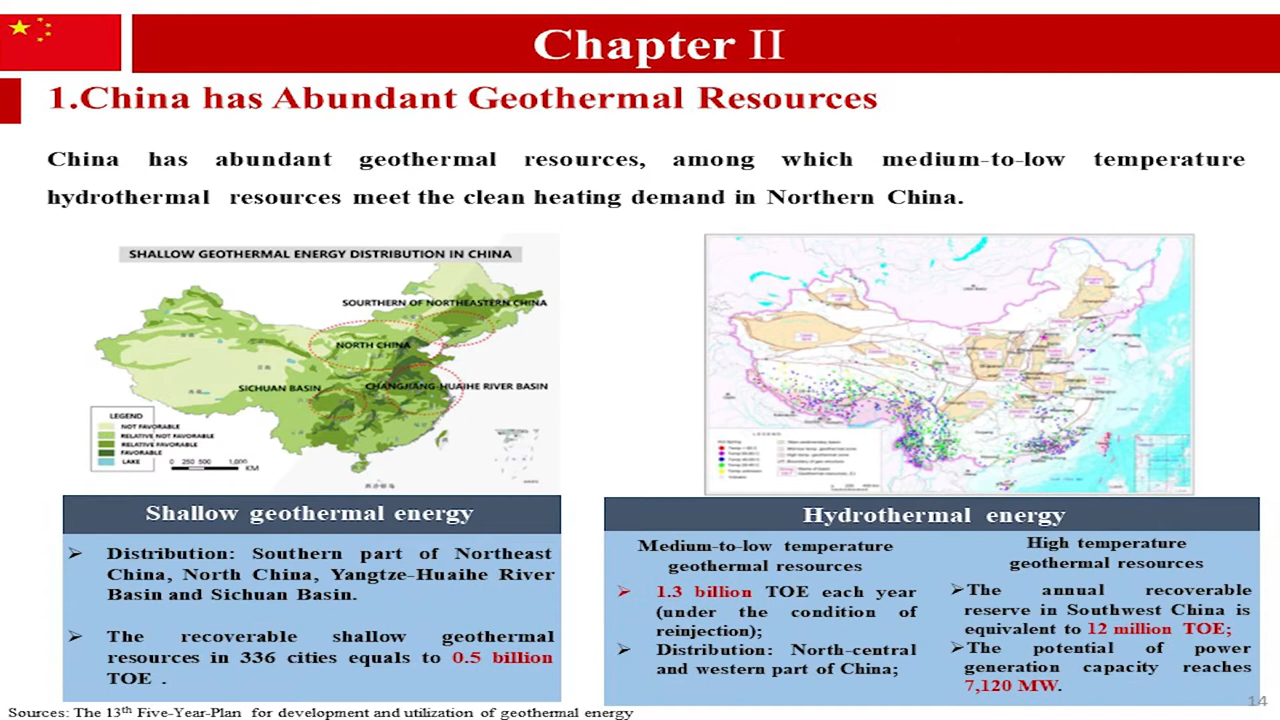 Chapter II
1.China has Abundant Geothermal Resources
China has abundant geothermal resources, among which medium-to-low temperature
hydrothermal resources meet the clean heating demand in Northern China.
SHALLOW GEOTHERMAL ENERGY DISTRIBUTION IN CHINA
SOURTHERN OF NORTHEASTERN CHINA
NORTH CHINA
SICHUAN BASIN
CHANGJIANG-HUAIHE RIVER BASIN
LEGEND
NOT FAVORABLE
RELATIVE NOT FAVORABLE
RELATIVE FAVORABLE
FAVORABLE
LAKE
0 250 500 1,000
KM
LEGEND
Shallow geothermal energy
➢ Distribution: Southern part of Northeast
China, North China, Yangtze-Huaihe River
Basin and Sichuan Basin.
➢ The recoverable shallow geothermal
resources in 336 cities equals to 0.5 billion
TOE .
Hydrothermal energy
Medium-to-low temperature
geothermal resources
➢ 1.3 billion TOE each year
(under the condition of
reinjection);
➢ Distribution: North-central
and western part of China;
High temperature
geothermal resources
➢The annual recoverable
reserve in Southwest China is
equivalent to 12 million TOE;
➢The potential of power
generation capacity reaches
7,120 MW.
14
Sources: The 13th Five-Year-Plan for development and utilization of geothermal energy